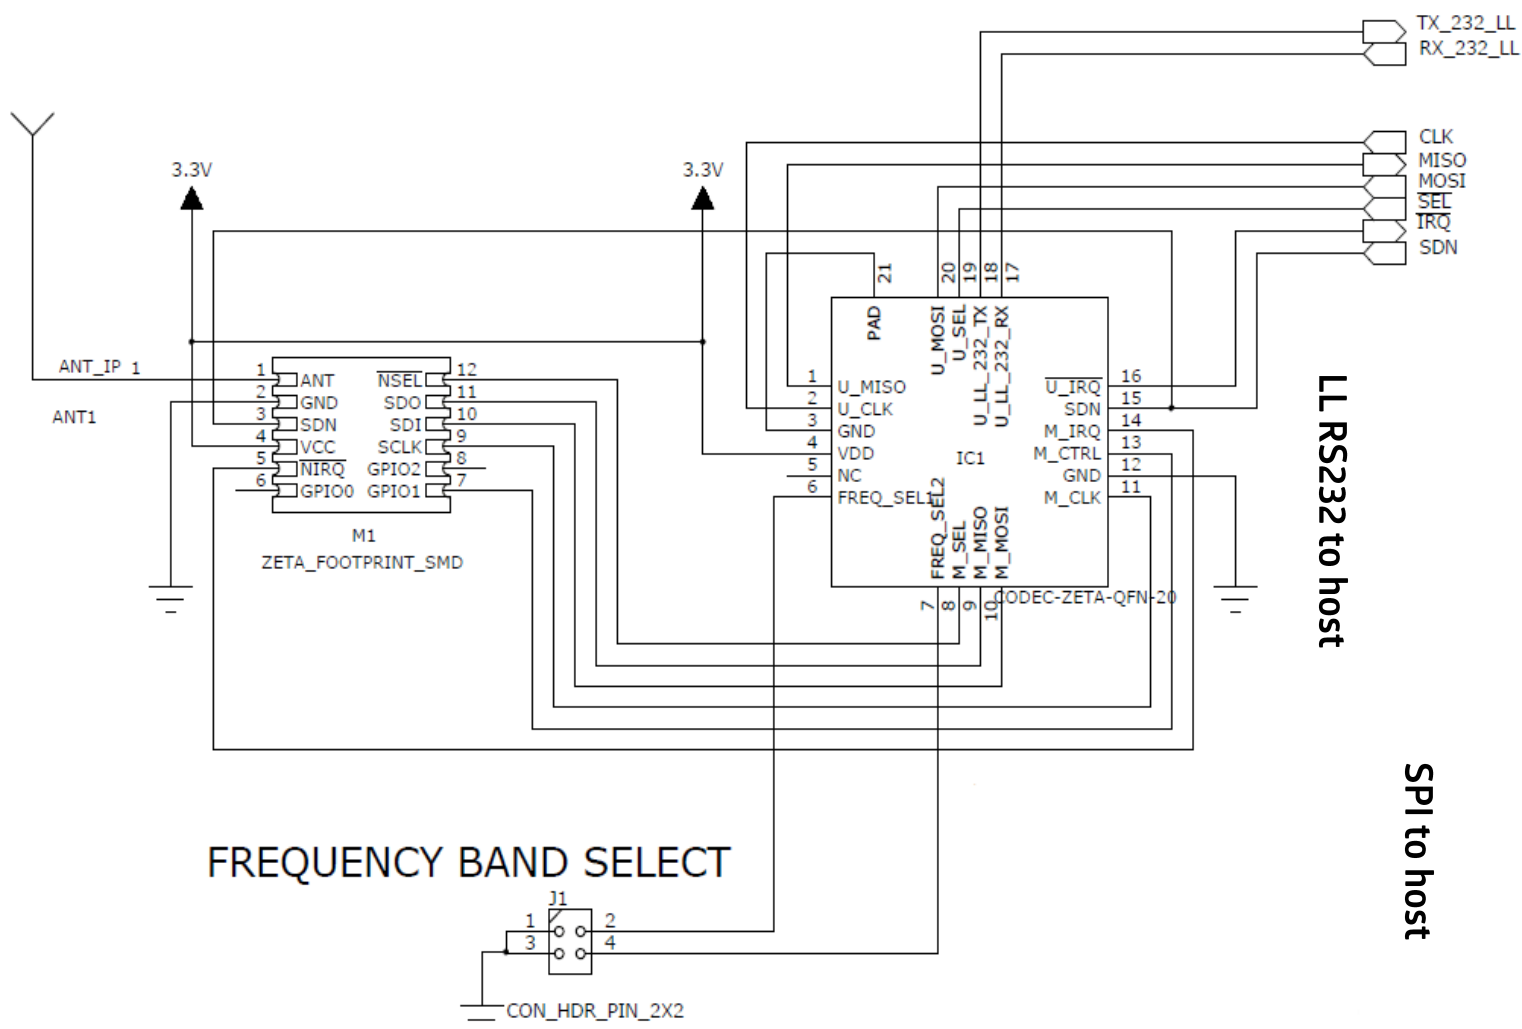 TX_232_LL
RX_232_LL
CLK
MISO
MOSI
SEL
IRQ
SDN
3.3V
3.3V
21
20
19
18
17
PAD
U_MOSI
U_SEL
U_LL_232_TX
U_LL_232_RX
ANT_IP 1
ANT1
1 ANT
2 GND
3 SDN
4 VCC
5 NIRQ
6 GPIO0
NSEL 12
SDO 11
SDI 10
SCLK 9
GPIO2 8
GPIO1 7
M1
ZETA_FOOTPRINT_SMD
1 U_MISO
2 U_CLK
3 GND
4 VDD
5 NC
6 FREQ_SEL1
IC1
U_IRQ 16
SDN 15
M_IRQ 14
M_CTRL 13
GND 12
M_CLK 11
FREQ_SEL2
M_SEL
M_MISO
M_MOSI
7
8
9
10
CODEC-ZETA-QFN-20
LL RS232 to host
SPI to host
FREQUENCY BAND SELECT
J1
1 2
3 4
CON_HDR_PIN_2X2